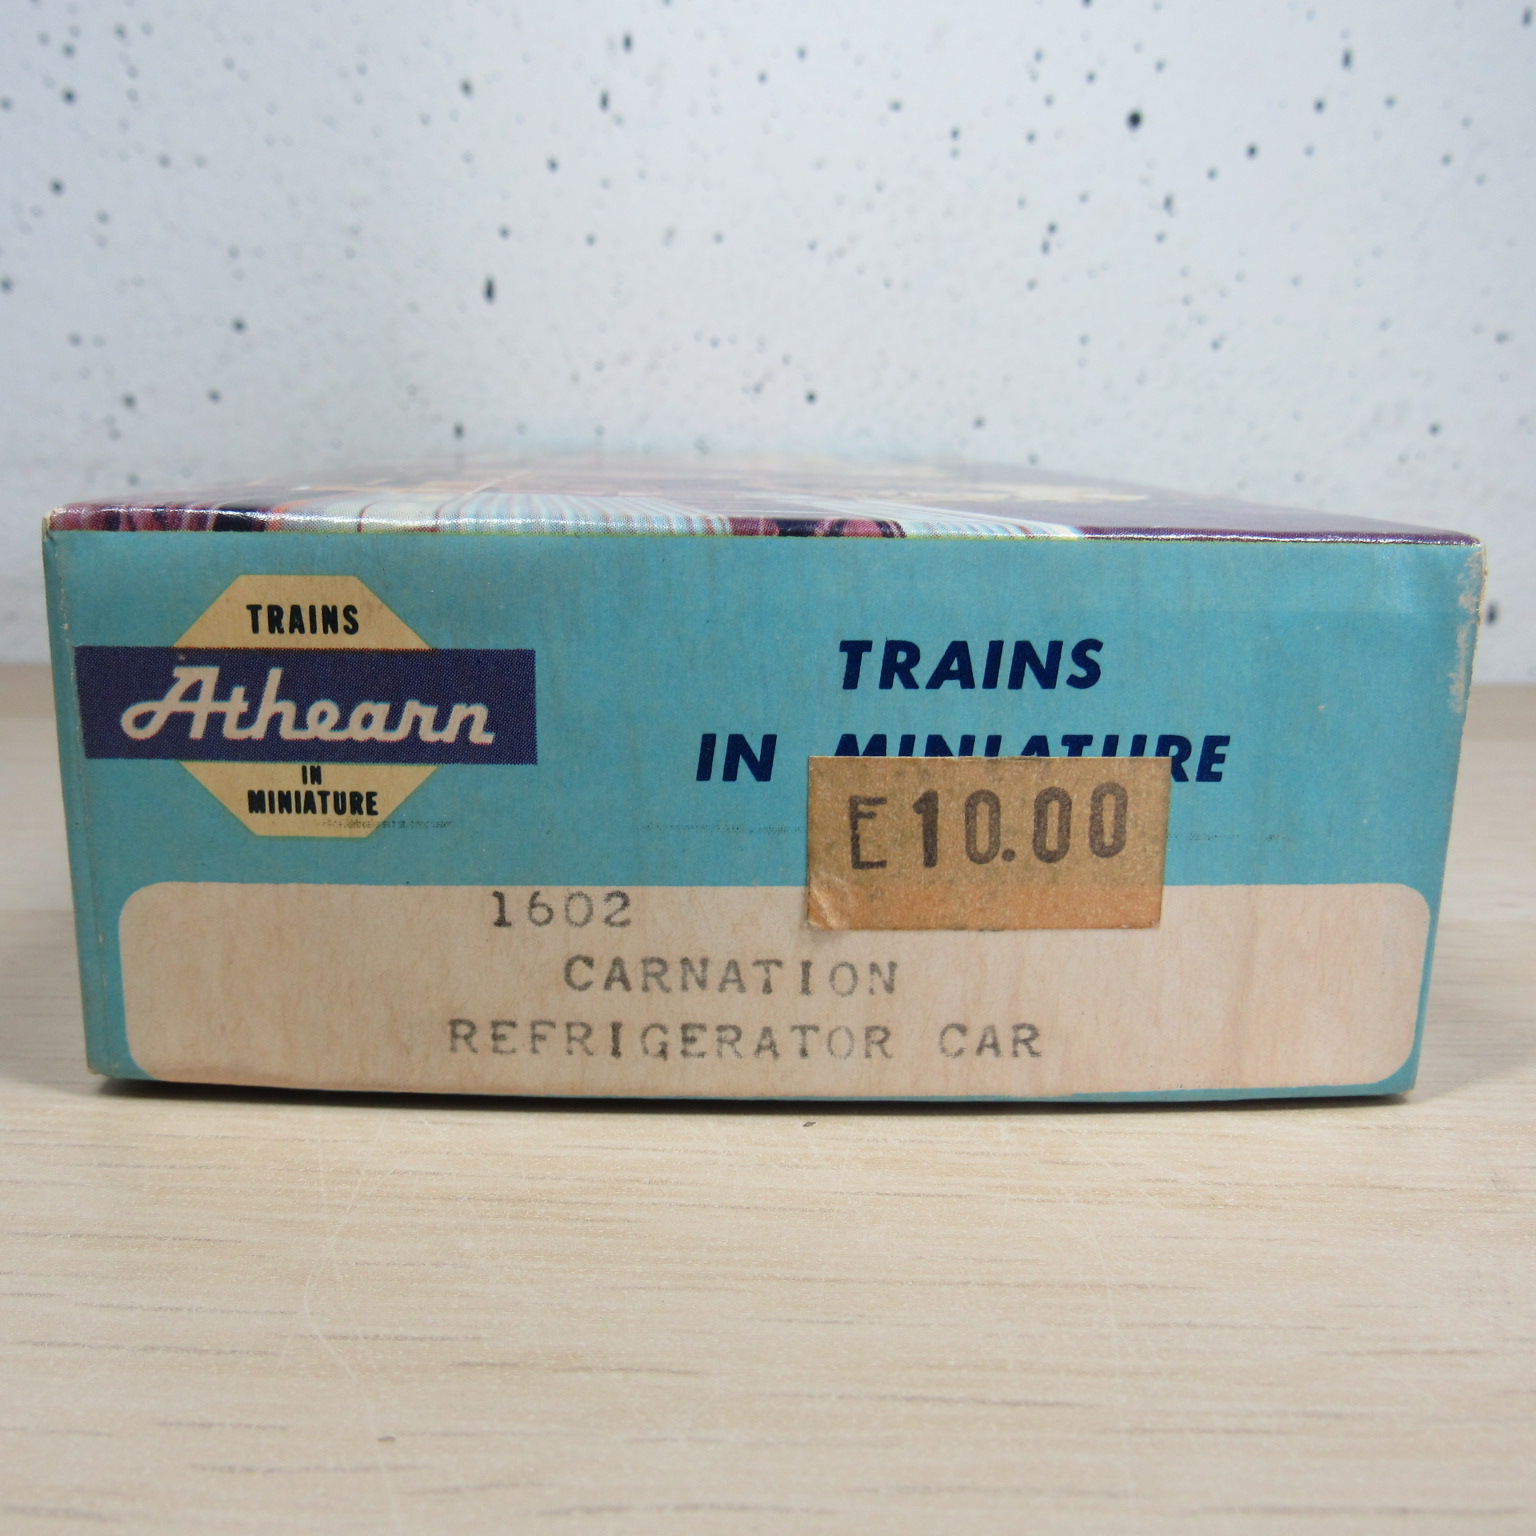 TRAINS
Athearn
IN
MINIATURE
TRAINS
IN MINIATURE
E10.00
1602
CARNATION
REFRIGERATOR CAR